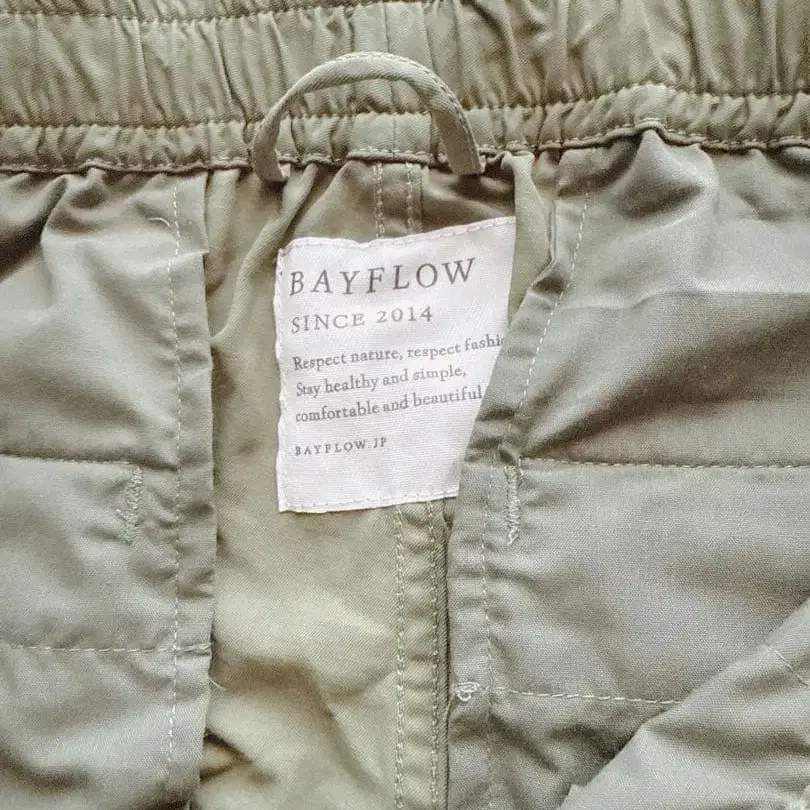 BAYFLOW
SINCE 2014
Respect nature, respect fashi
Stay healthy and simple,
comfortable and beautiful
BAYFLOW.JP